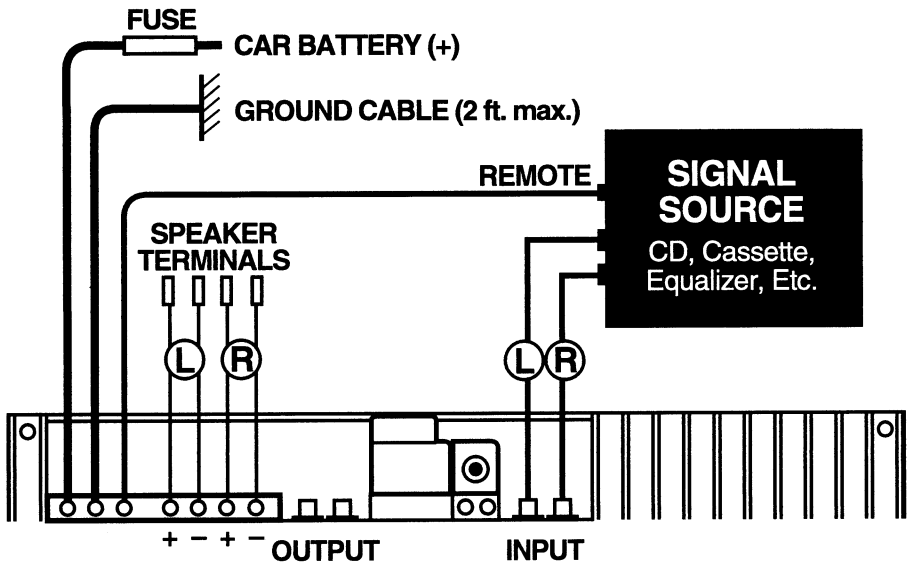 FUSE
CAR BATTERY (+)
GROUND CABLE (2 ft. max.)
REMOTE
SIGNAL
SOURCE
CD, Cassette,
Equalizer, Etc.
SPEAKER
TERMINALS
L R
L R
+ − + −
OUTPUT
INPUT